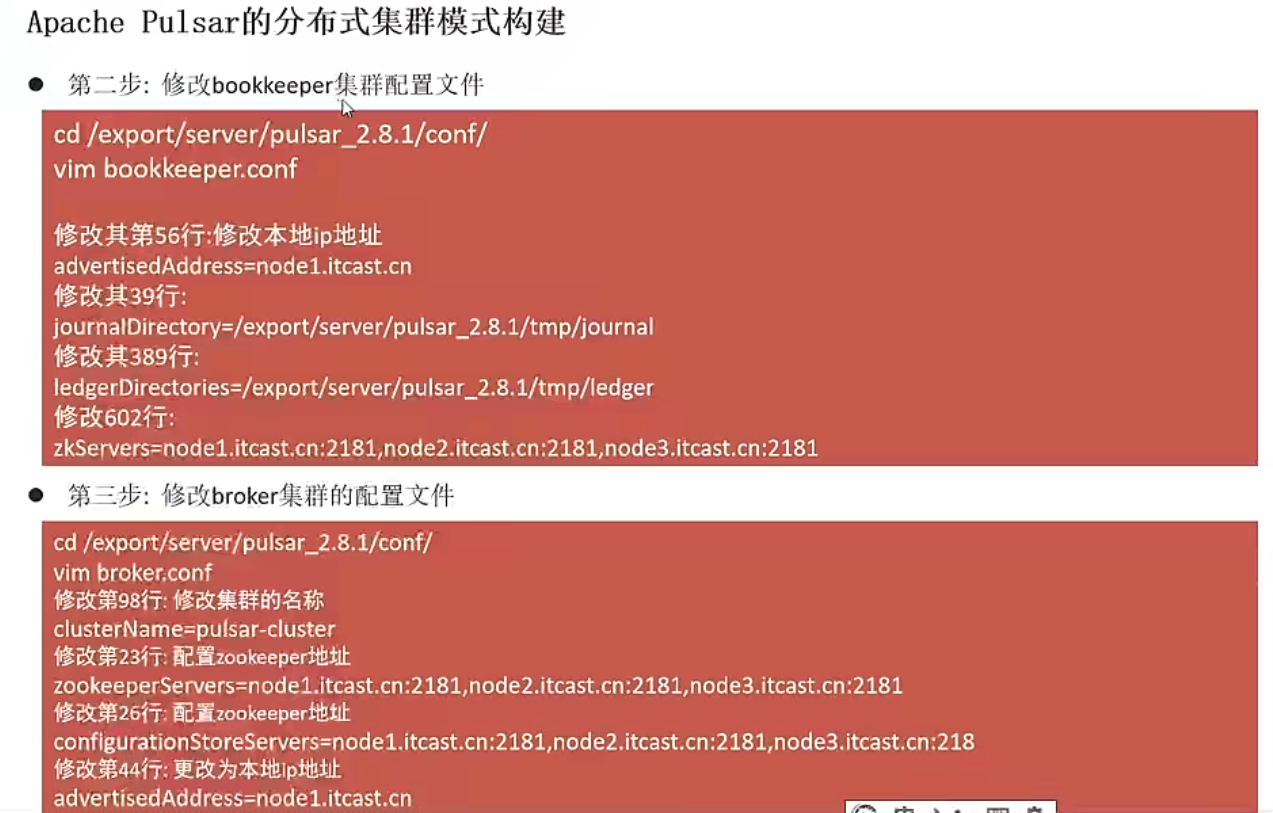 Apache Pulsar的分布式集群模式构建
● 第二步: 修改bookkeeper集群配置文件
cd /export/server/pulsar_2.8.1/conf/
vim bookkeeper.conf
修改其第56行:修改本地ip地址
advertisedAddress=node1.itcast.cn
修改其39行:
journalDirectory=/export/server/pulsar_2.8.1/tmp/journal
修改其389行:
ledgerDirectories=/export/server/pulsar_2.8.1/tmp/ledger
修改602行:
zkServers=node1.itcast.cn:2181,node2.itcast.cn:2181,node3.itcast.cn:2181
● 第三步: 修改broker集群的配置文件
cd /export/server/pulsar_2.8.1/conf/
vim broker.conf
修改第98行: 修改集群的名称
clusterName=pulsar-cluster
修改第23行: 配置zookeeper地址
zookeeperServers=node1.itcast.cn:2181,node2.itcast.cn:2181,node3.itcast.cn:2181
修改第26行: 配置zookeeper地址
configurationStoreServers=node1.itcast.cn:2181,node2.itcast.cn:2181,node3.itcast.cn:218
修改第44行: 更改为本地ip地址
advertisedAddress=node1.itcast.cn